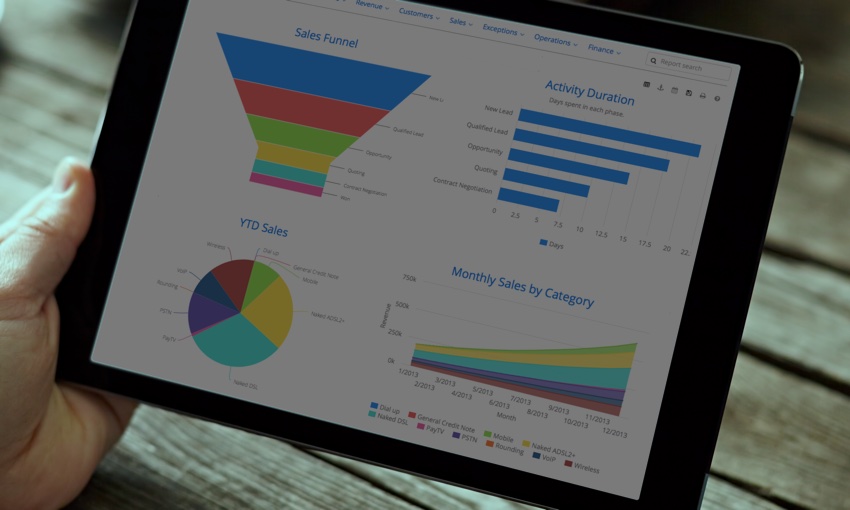 Revenue
Customers
Sales
Exceptions
Operations
Finance
Report search
Sales Funnel
Qualified Lead
Opportunity
Quoting
Contract Negotiation
Activity Duration
Days spent in each phase.
New Lead
Qualified Lead
Opportunity
Quoting
Contract Negotiation
0 2.5 5 7.5 10 12.5 15 17.5 20 22.
Days
YTD Sales
Wireless
Dial up
General Credit Note
Mobile
VoIP
Rounding
PSTN
PayTV
Naked ADSL2+
Naked DSL
Monthly Sales by Category
750k
500k
250k
0k
Revenue
1/2013 3/2013 5/2013 7/2013 9/2013 11/2013
2/2013 4/2013 6/2013 8/2013 10/2013 12/2013
Month
Dial up General Credit Note Mobile Naked ADSL2+
Naked DSL PayTV PSTN Rounding VoIP Wireless